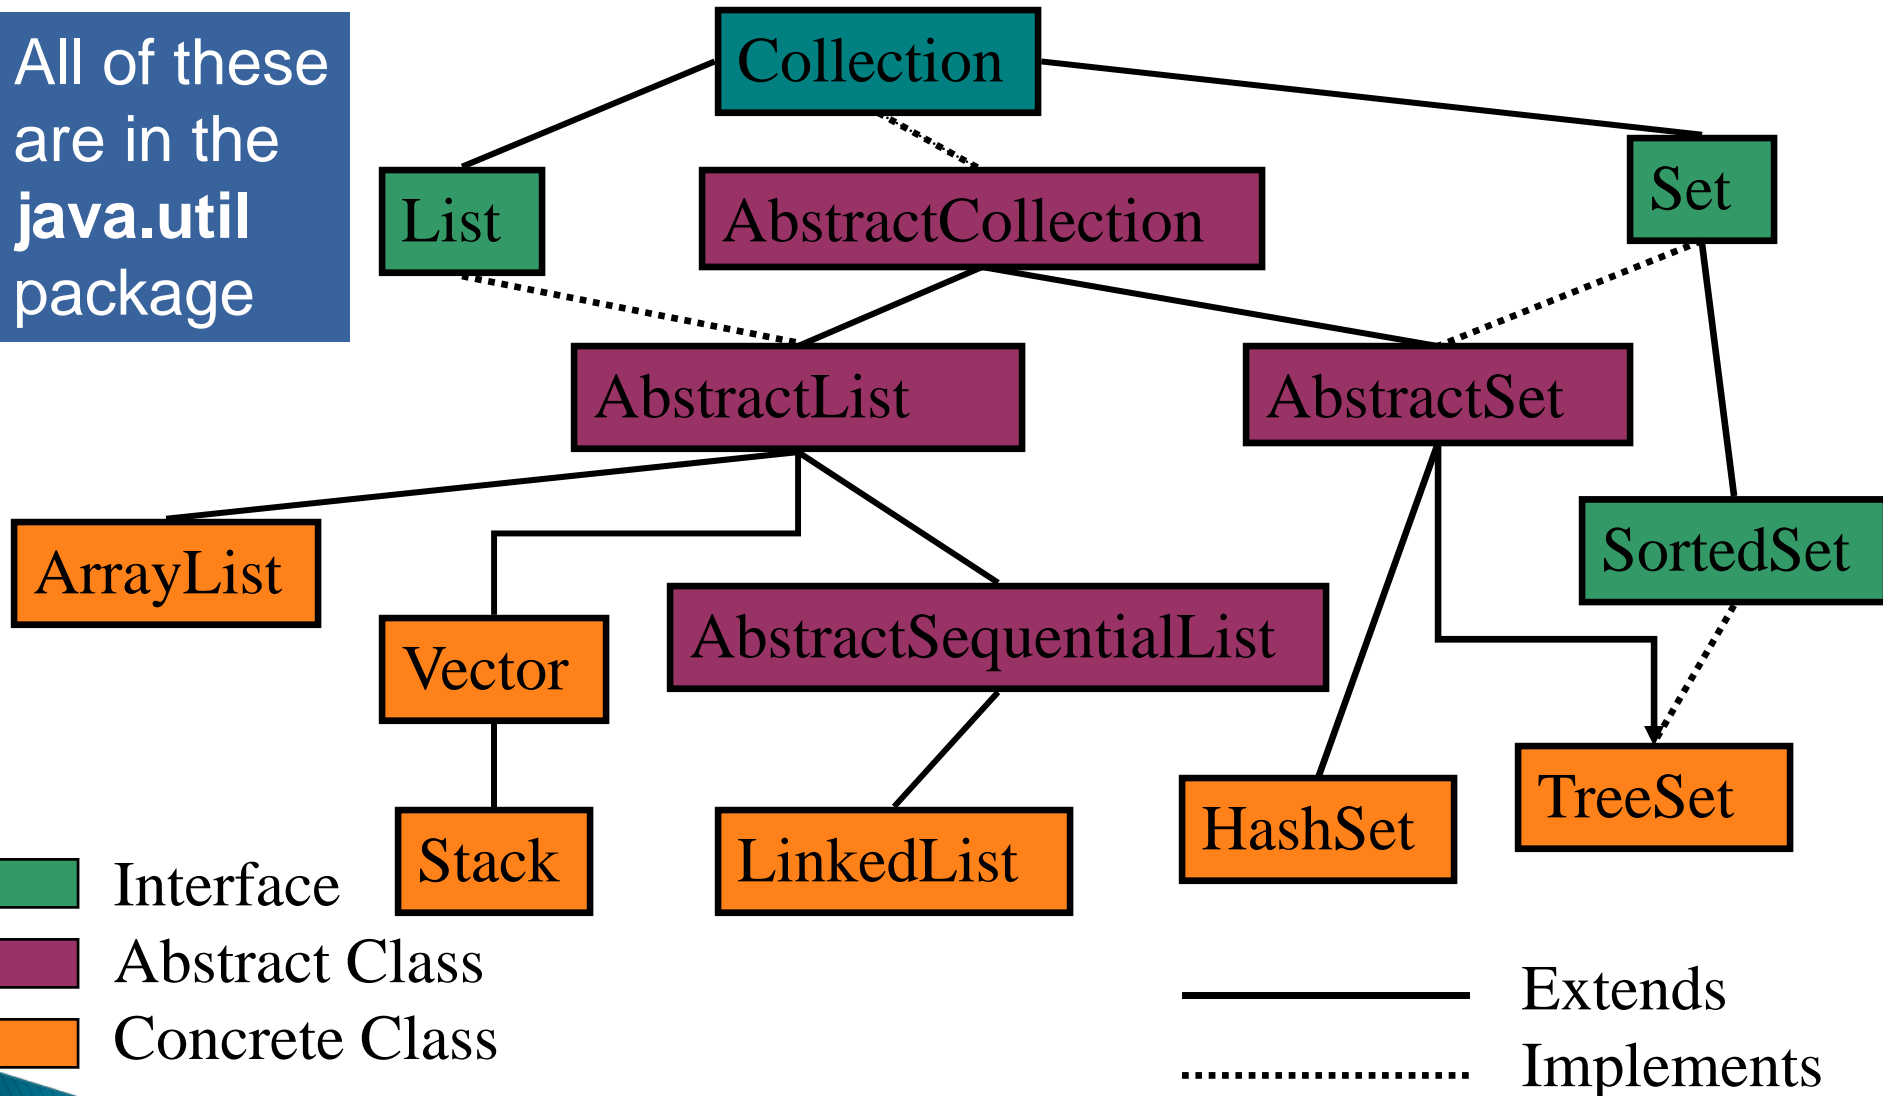 All of these
are in the
java.util
package
Collection
List
AbstractCollection
Set
AbstractList
AbstractSet
ArrayList
SortedSet
Vector
AbstractSequentialList
TreeSet
HashSet
Stack
LinkedList
Interface
Abstract Class
Concrete Class
Extends
Implements